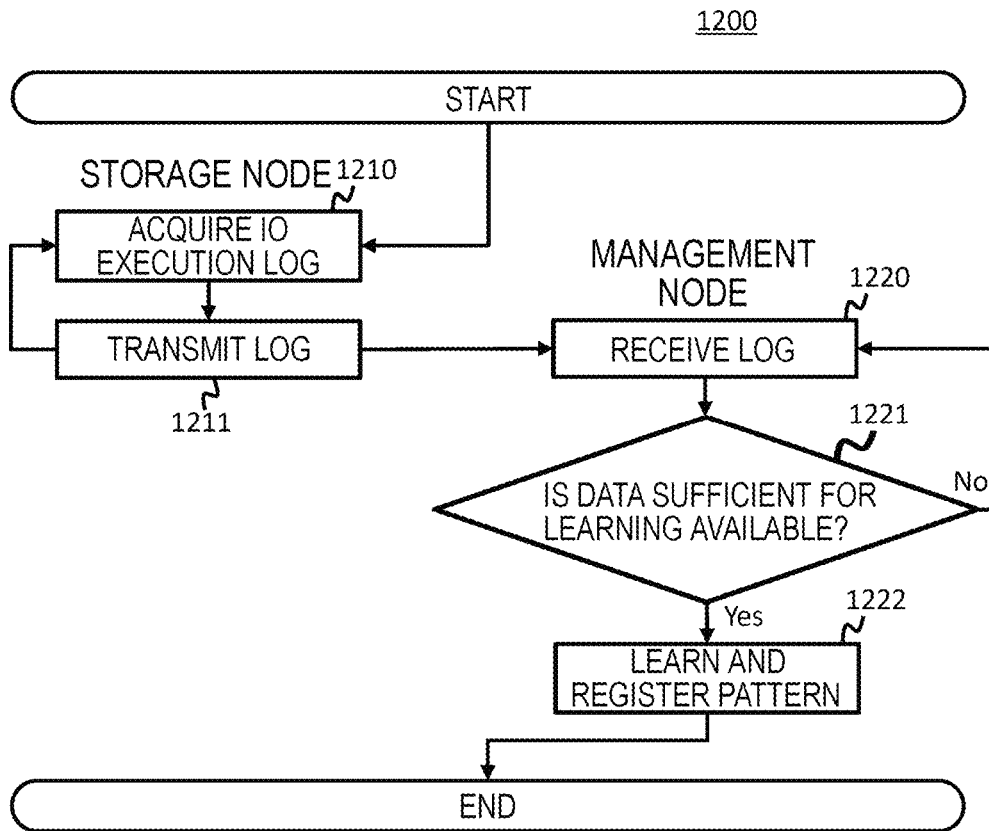 1200
START
STORAGE NODE
1210
ACQUIRE IO
EXECUTION LOG
TRANSMIT LOG
1211
MANAGEMENT
NODE
1220
RECEIVE LOG
1221
IS DATA SUFFICIENT FOR
LEARNING AVAILABLE?
No
Yes
1222
LEARN AND
REGISTER PATTERN
END